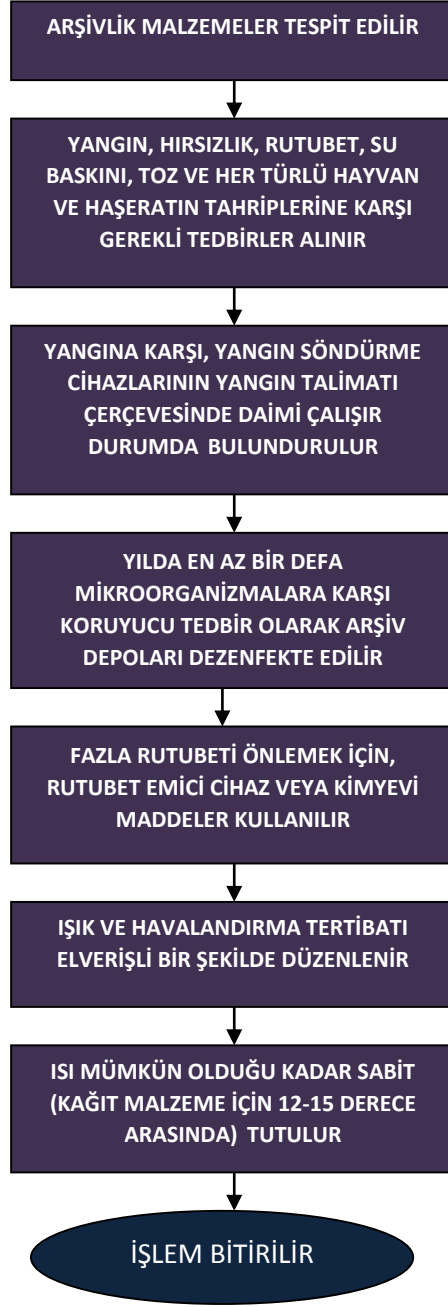 ARŞİVLİK MALZEMELER TESPİT EDİLİR
YANGIN, HIRSIZLIK, RUTUBET, SU
BASKINI, TOZ VE HER TÜRLÜ HAYVAN
VE HAŞERATIN TAHRİPLERİNE KARŞI
GEREKLİ TEDBİRLER ALINIR
YANGINA KARŞI, YANGIN SÖNDÜRME
CİHAZLARININ YANGIN TALİMATI
ÇERÇEVESİNDE DAİMİ ÇALIŞIR
DURUMDA BULUNDURULUR
YILDA EN AZ BİR DEFA
MİKROORGANİZMALARA KARŞI
KORUYUCU TEDBİR OLARAK ARŞİV
DEPOLARI DEZENFEKTE EDİLİR
FAZLA RUTUBETİ ÖNLEMEK İÇİN,
RUTUBET EMİCİ CİHAZ VEYA KİMYEVİ
MADDELER KULLANILIR
IŞIK VE HAVALANDIRMA TERTİBATI
ELVERİŞLİ BİR ŞEKİLDE DÜZENLENİR
ISI MÜMKÜN OLDUĞU KADAR SABİT
(KAĞIT MALZEME İÇİN 12-15 DERECE
ARASINDA) TUTULUR
İŞLEM BİTİRİLİR